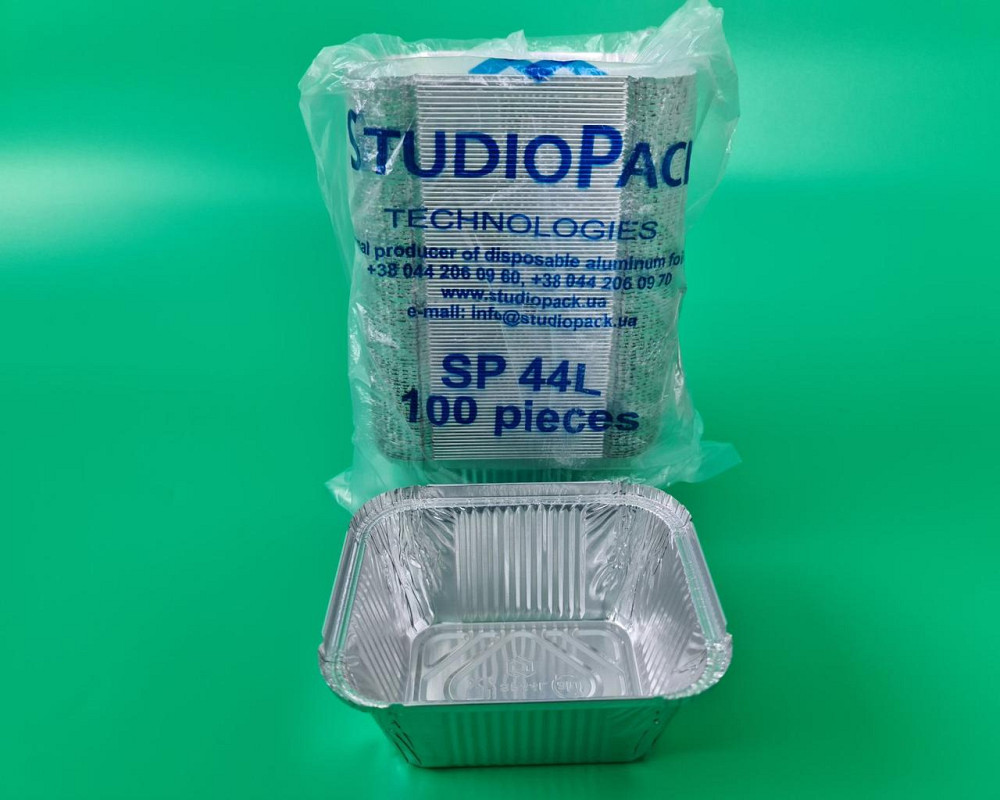 STUDIOPACK
TECHNOLOGIES
producer of disposable aluminum foil
+38 044 206 09 60, +38 044 206 09 70
www.studiopack.ua
e-mail: info@studiopack.ua
SP 44L
100 pieces